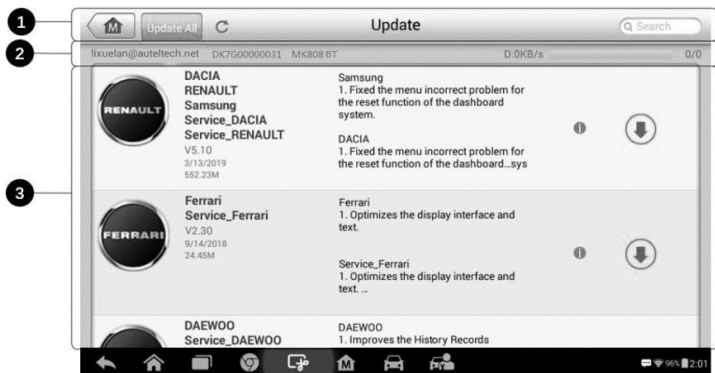 1
Update All
Update
Search
2
lixuelan@auteltech.net DK7G00000031 MK808 BT D:0KB/s 0/0
3
RENAULT
DACIA
RENAULT
Samsung
Service_DACIA
Service_RENAULT
V5.10
3/13/2019
552.23M
Samsung
1. Fixed the menu incorrect problem for
the reset function of the dashboard
system.
DACIA
1. Fixed the menu incorrect problem for
the reset function of the dashboard...sys
FERRARI
Ferrari
Service_Ferrari
V2.30
9/14/2018
24.45M
Ferrari
1. Optimizes the display interface and
text.
Service_Ferrari
1. Optimizes the display interface and
text. ...
DAEWOO
Service_DAEWOO
DAEWOO
1. Improves the History Records
96% 2:01